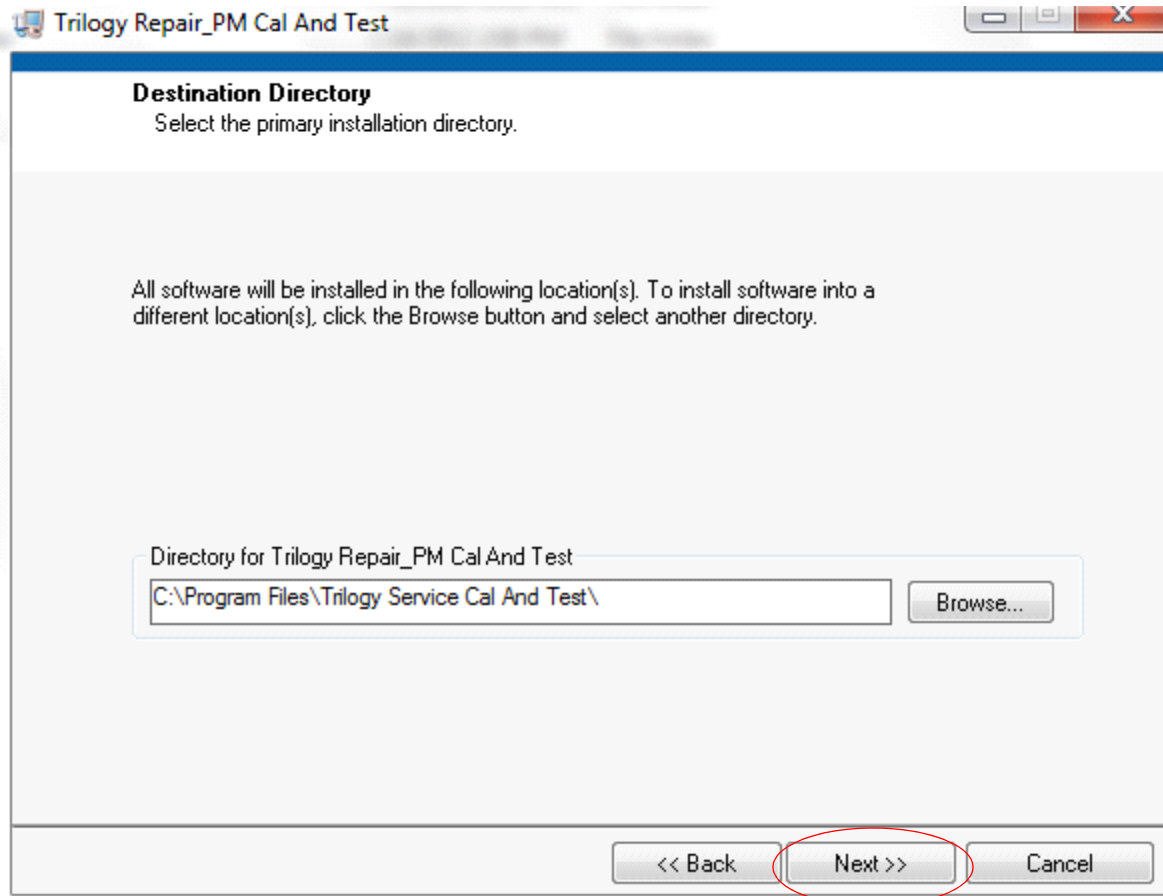 Trilogy Repair_PM Cal And Test
Destination Directory
Select the primary installation directory.
All software will be installed in the following location(s). To install software into a
different location(s), click the Browse button and select another directory.
Directory for Trilogy Repair_PM Cal And Test
C:\Program Files\Trilogy Service Cal And Test\
Browse...
<< Back
Next >>
Cancel